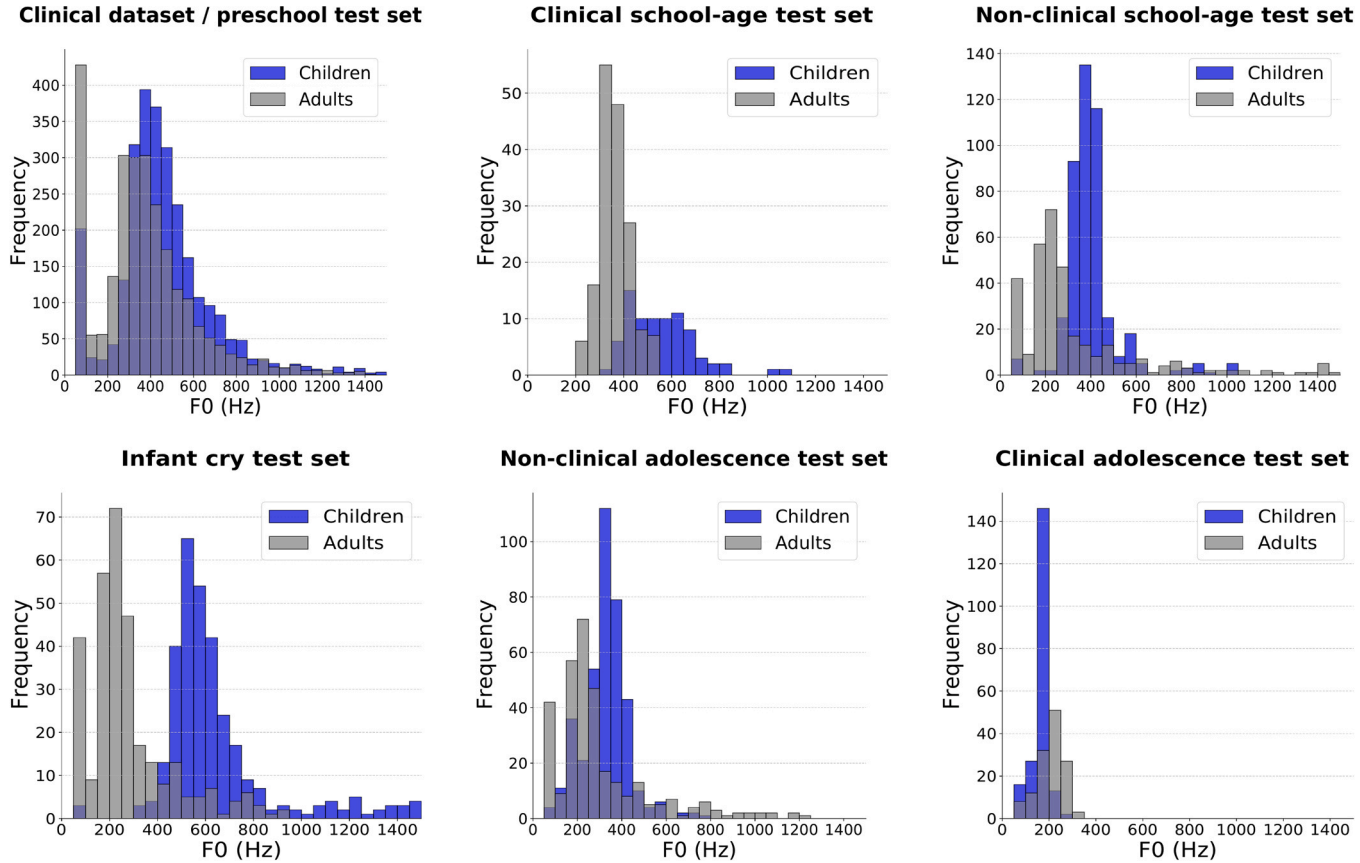 Clinical dataset / preschool test set
Frequency
400
350
300
250
200
150
100
50
0
Children
Adults
0 200 400 600 800 1000 1200 1400
F0 (Hz)
Clinical school-age test set
Frequency
50
40
30
20
10
0
Children
Adults
0 200 400 600 800 1000 1200 1400
F0 (Hz)
Non-clinical school-age test set
Frequency
140
120
100
80
60
40
20
0
Children
Adults
0 200 400 600 800 1000 1200 1400
F0 (Hz)
Infant cry test set
Frequency
70
60
50
40
30
20
10
0
Children
Adults
0 200 400 600 800 1000 1200 1400
F0 (Hz)
Non-clinical adolescence test set
Frequency
100
80
60
40
20
0
Children
Adults
0 200 400 600 800 1000 1200 1400
F0 (Hz)
Clinical adolescence test set
Frequency
140
120
100
80
60
40
20
0
Children
Adults
0 200 400 600 800 1000 1200 1400
F0 (Hz)